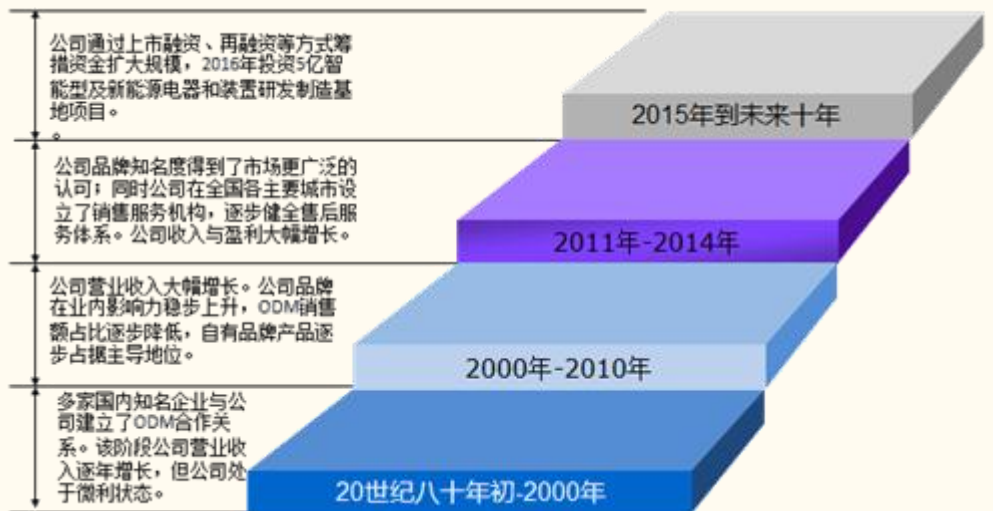 公司通过上市融资、再融资等方式筹
措资金扩大规模，2016年投资5亿智
能型及新能源电器和装置研发制造基
地项目。
。
2015年到未来十年
公司品牌知名度得到了市场更广泛的
认可；同时公司在全国各主要城市设
立了销售服务机构，逐步健全售后服
务体系。公司收入与盈利大幅增长。
2011年-2014年
公司营业收入大幅增长。公司品牌
在业内影响力稳步上升，ODM销售
额占比逐步降低，自有品牌产品逐
步占据主导地位。
2000年-2010年
多家国内知名企业与公
司建立了ODM合作关
系。该阶段公司营业收
入逐年增长，但公司处
于微利状态。
20世纪八十年初-2000年